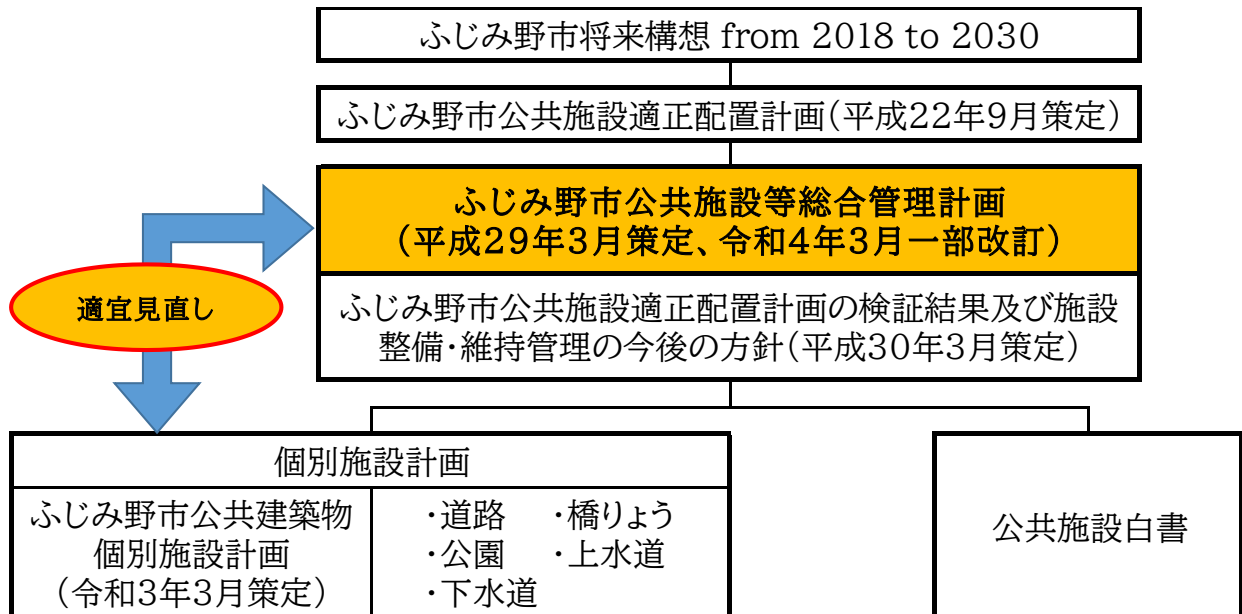 ふじみ野市将来構想 from 2018 to 2030
ふじみ野市公共施設適正配置計画(平成22年9月策定)
ふじみ野市公共施設等総合管理計画
(平成29年3月策定、令和4年3月一部改訂)
適宜見直し
ふじみ野市公共施設適正配置計画の検証結果及び施設
整備・維持管理の今後の方針(平成30年3月策定)
個別施設計画
ふじみ野市公共建築物
個別施設計画
(令和3年3月策定)
・道路 ・橋りょう
・公園 ・上水道
・下水道
公共施設白書